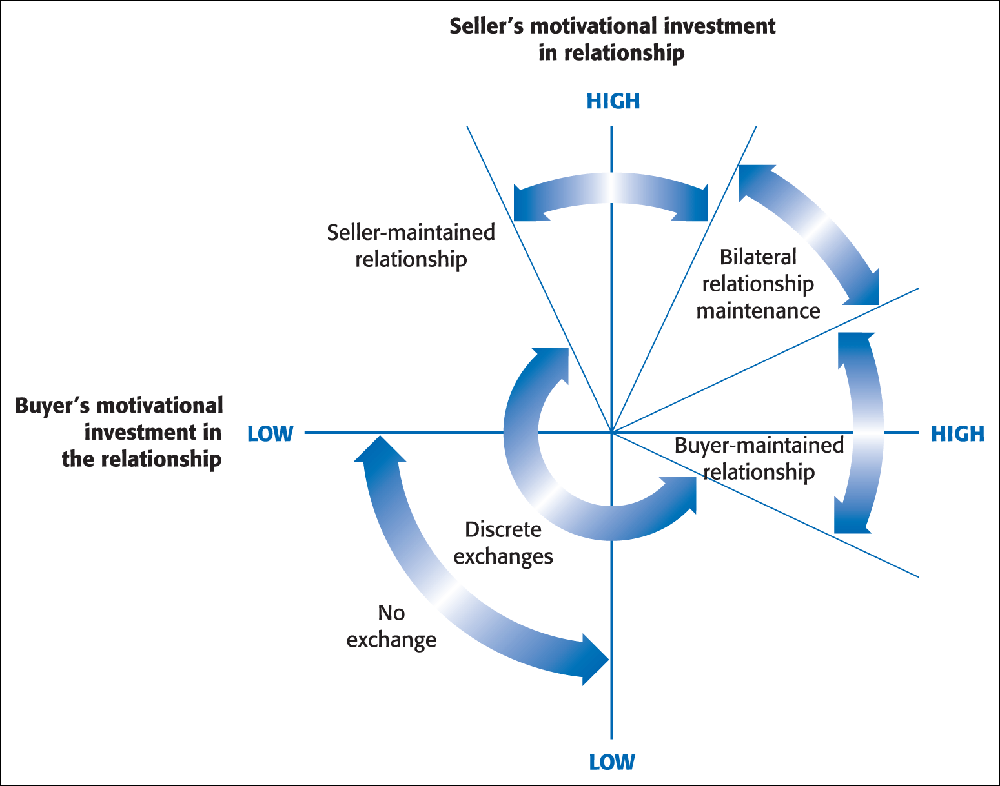 Seller’s motivational investment
in relationship
HIGH
Seller-maintained
relationship
Bilateral
relationship
maintenance
Buyer’s motivational
investment in
the relationship
LOW
HIGH
Buyer-maintained
relationship
Discrete
exchanges
No
exchange
LOW